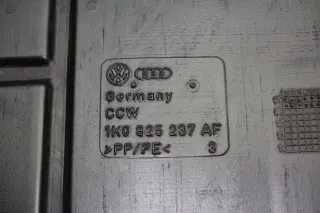 Germany
CCW
1K0 825 237 AF
>PP/PE< 3